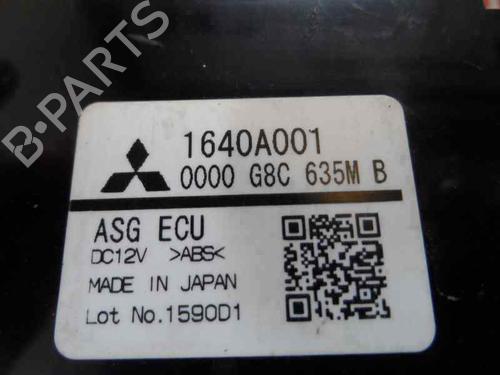 B-PARTS
1640A001
0000 G8C 635M B
ASG ECU
DC12V >ABS<
MADE IN JAPAN
Lot No.1590D1